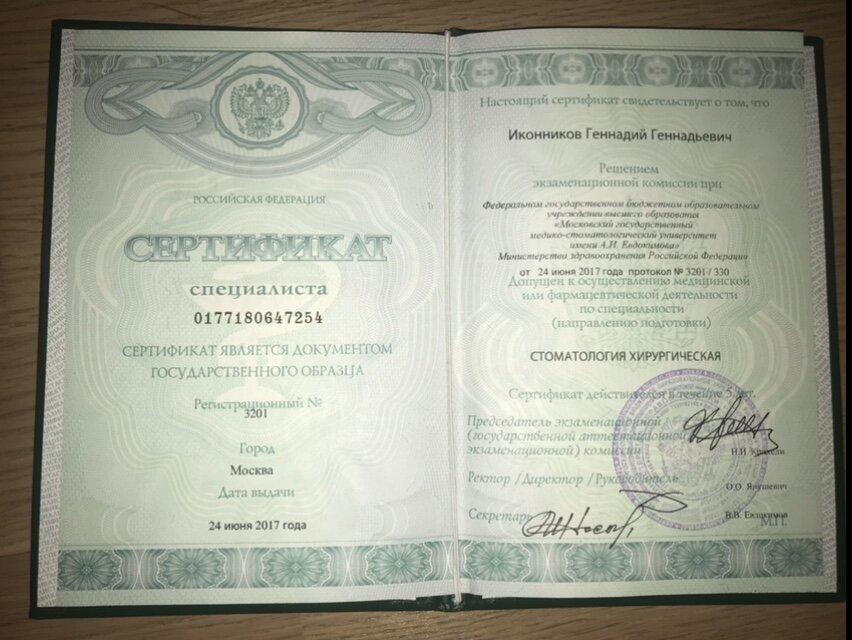 РОССИЙСКАЯ ФЕДЕРАЦИЯ
СЕРТИФИКАТ
специалиста
0177180647254
СЕРТИФИКАТ ЯВЛЯЕТСЯ ДОКУМЕНТОМ
ГОСУДАРСТВЕННОГО ОБРАЗЦА
Регистрационный №
3201
Город
Москва
Дата выдачи
24 июня 2017 года
Настоящий сертификат свидетельствует о том, что
Иконников Геннадий Геннадьевич
Решением
экзаменационной комиссии при
Федеральном государственном бюджетном образовательном
учреждении высшего образования
«Московский государственный
медико-стоматологический университет
имени А.И. Евдокимова»
Министерства здравоохранения Российской Федерации
от 24 июня 2017 года протокол № 3201 / 330
Допущен к осуществлению медицинской
или фармацевтической деятельности
по специальности
(направлению подготовки)
СТОМАТОЛОГИЯ ХИРУРГИЧЕСКАЯ
Сертификат действителен в течение 5 лет.
Председатель экзаменационной
(государственной аттестационной
экзаменационной) комиссии
Н.И.
Ректор /Директор /Руководитель
О.О. Янушевич
Секретарь
В.В. Евдокимов
М.П.